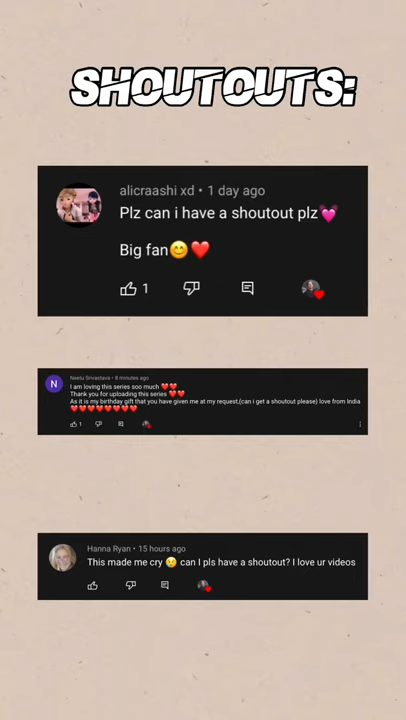 SHOUTOUTS:
alicraashi xd • 1 day ago
Plz can i have a shoutout plz💓
Big fan😊❤️
1
N
Neetu Srivastava • 8 minutes ago
I am loving this series soo much ❤️❤️
Thank you for uploading this series ❤️❤️
As it is my birthday gift that you have given me at my request,(can i get a shoutout please) love from India
❤️❤️❤️❤️❤️❤️❤️❤️
1
Hanna Ryan • 15 hours ago
This made me cry 😢 can I pls have a shoutout? I love ur videos